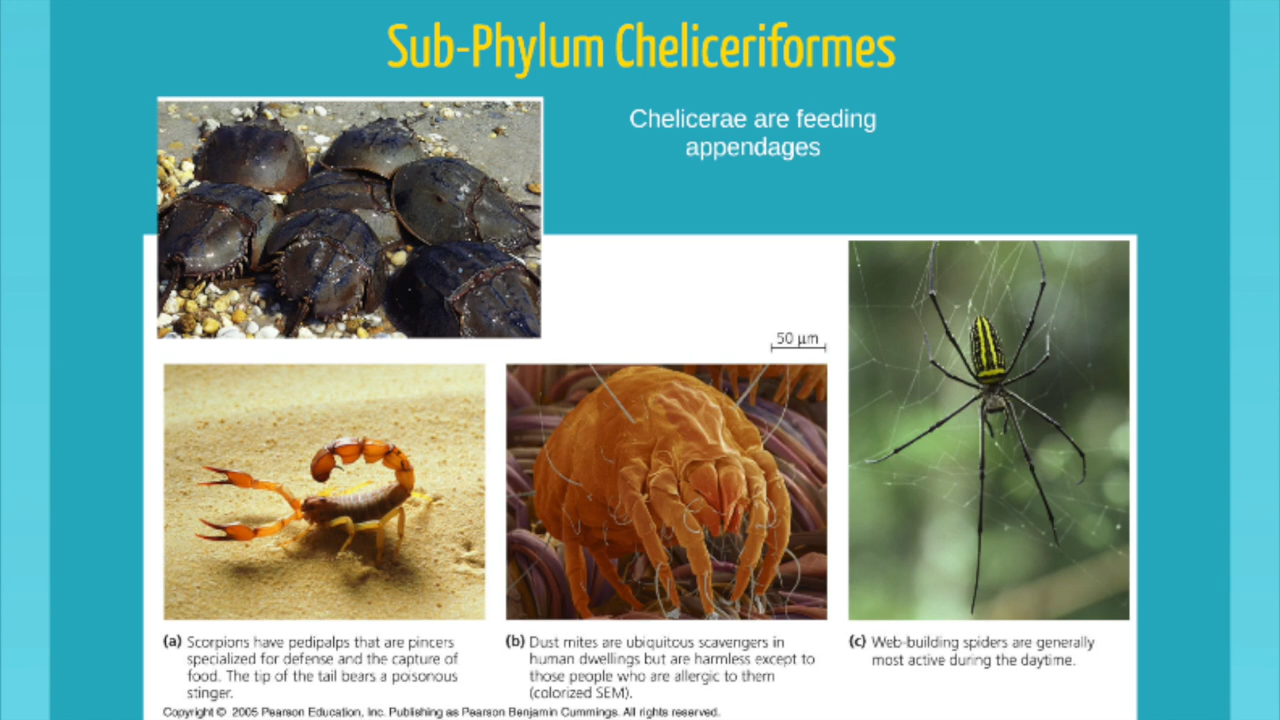 Sub-Phylum Cheliceriformes
Chelicerae are feeding
appendages
50 µm
(a) Scorpions have pedipalps that are pincers
specialized for defense and the capture of
food. The tip of the tail bears a poisonous
stinger.
(b) Dust mites are ubiquitous scavengers in
human dwellings but are harmless except to
those people who are allergic to them
(colorized SEM).
(c) Web-building spiders are generally
most active during the daytime.
Copyright © 2005 Pearson Education, Inc. Publishing as Pearson Benjamin Cummings. All rights reserved.